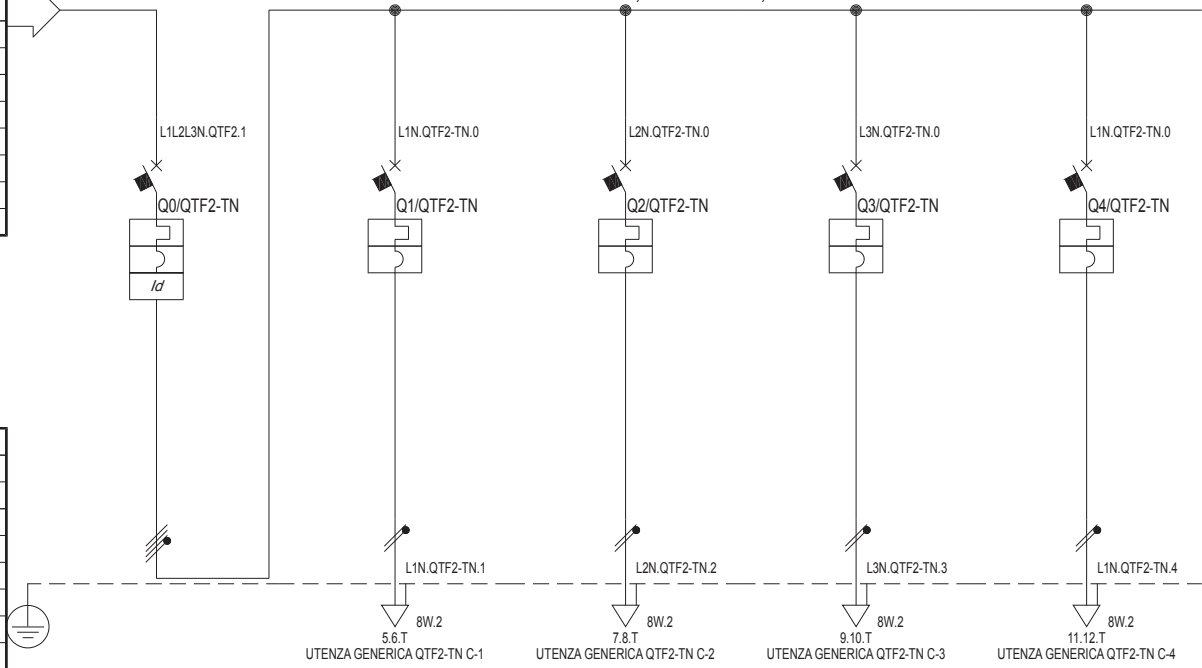 L1L2L3N.QTF2.1
L1N.QTF2-TN.0
L2N.QTF2-TN.0
L3N.QTF2-TN.0
L1N.QTF2-TN.0
Q0/QTF2-TN
Q1/QTF2-TN
Q2/QTF2-TN
Q3/QTF2-TN
Q4/QTF2-TN
Id
L1N.QTF2-TN.1
L2N.QTF2-TN.2
L3N.QTF2-TN.3
L1N.QTF2-TN.4
8W.2
8W.2
8W.2
8W.2
5.6.T
7.8.T
9.10.T
11.12.T
UTENZA GENERICA QTF2-TN C-1
UTENZA GENERICA QTF2-TN C-2
UTENZA GENERICA QTF2-TN C-3
UTENZA GENERICA QTF2-TN C-4